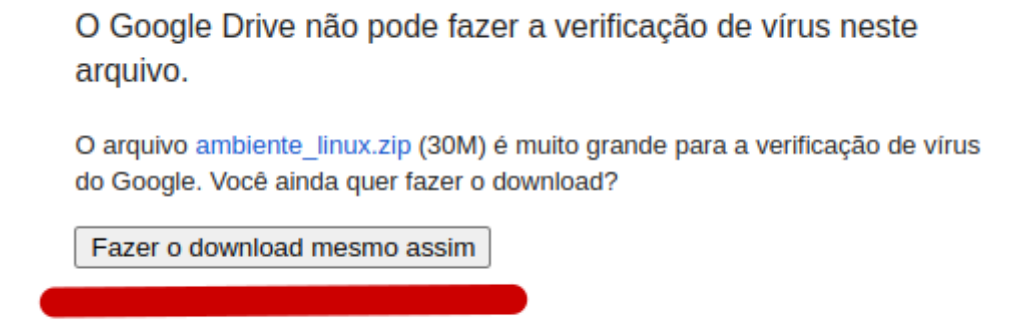 O Google Drive não pode fazer a verificação de vírus neste
arquivo.
O arquivo ambiente_linux.zip (30M) é muito grande para a verificação de vírus
do Google. Você ainda quer fazer o download?
Fazer o download mesmo assim